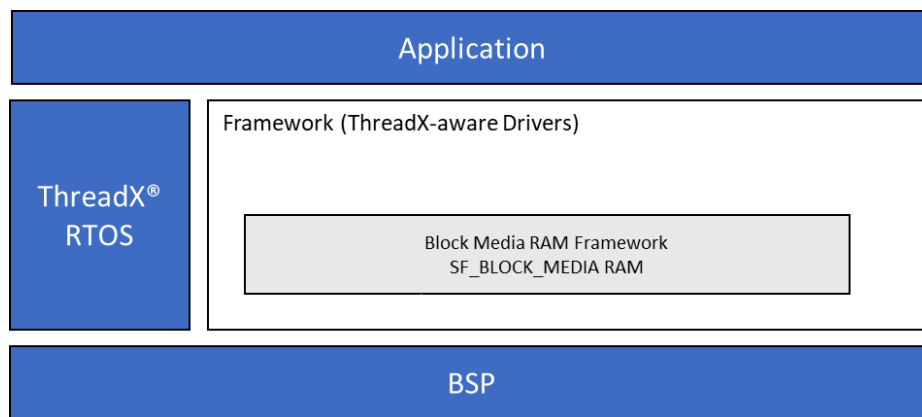 Application
ThreadX®
RTOS
Framework (ThreadX-aware Drivers)
Block Media RAM Framework
SF_BLOCK_MEDIA RAM
BSP